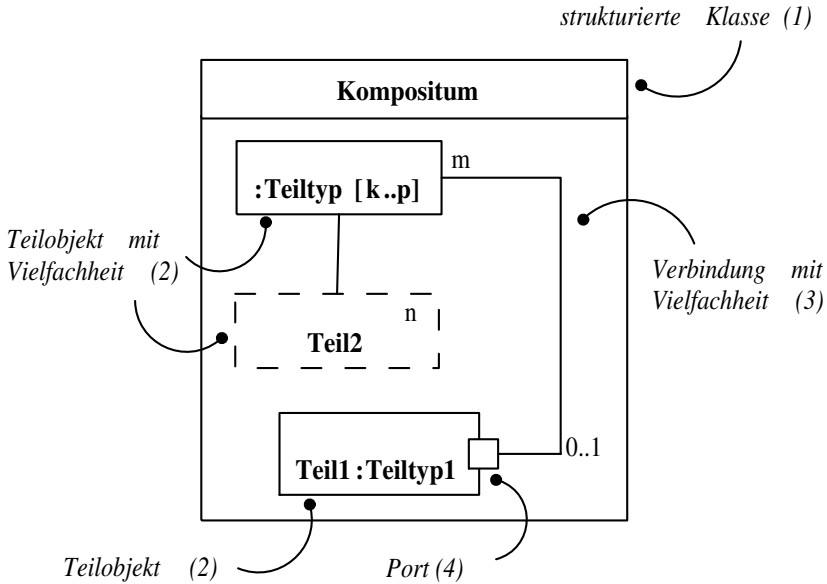 strukturierte Klasse (1)
Kompositum
m
:Teiltyp [k..p]
Teilobjekt mit
Vielfachheit (2)
Verbindung mit
Vielfachheit (3)
n
Teil2
0..1
Teil1 :Teiltyp1
Teilobjekt (2)
Port (4)